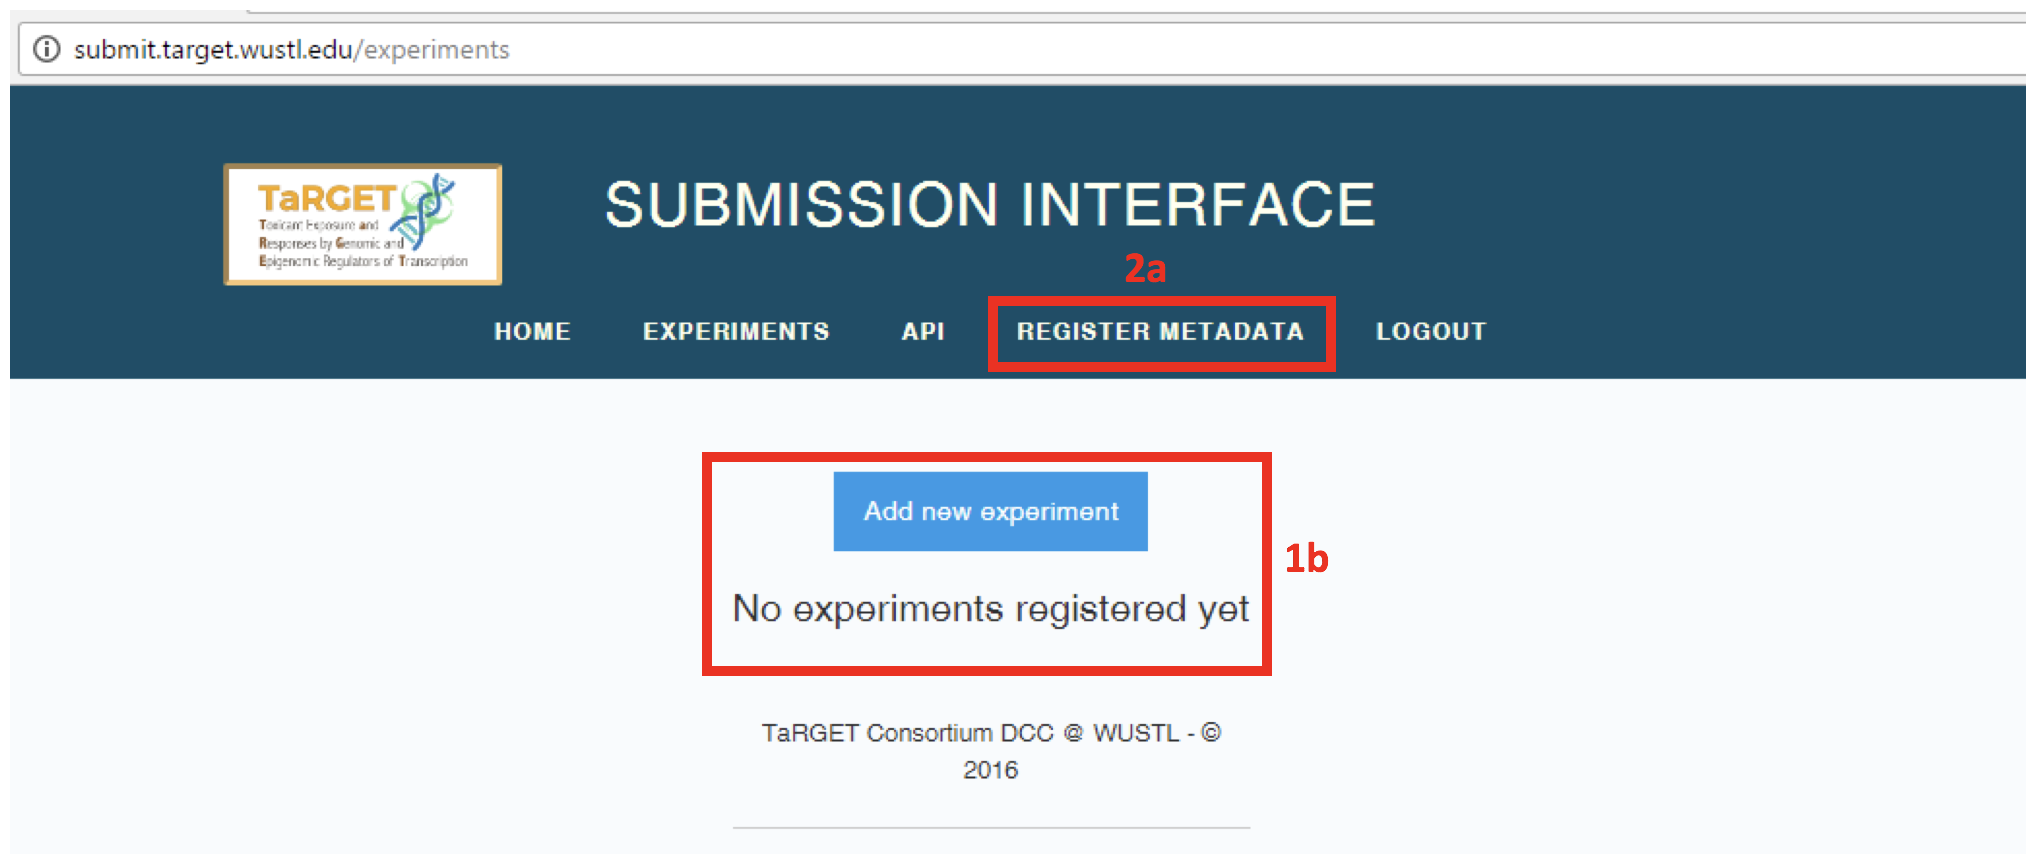 submit.target.wustl.edu/experiments
TaRGET
Toxicant Exposure and
Responses by Genomic and
Epigenomic Regulators of Transcription
SUBMISSION INTERFACE
2a
HOME EXPERIMENTS API REGISTER METADATA LOGOUT
Add new experiment
1b
No experiments registered yet
TaRGET Consortium DCC @ WUSTL - ©
2016